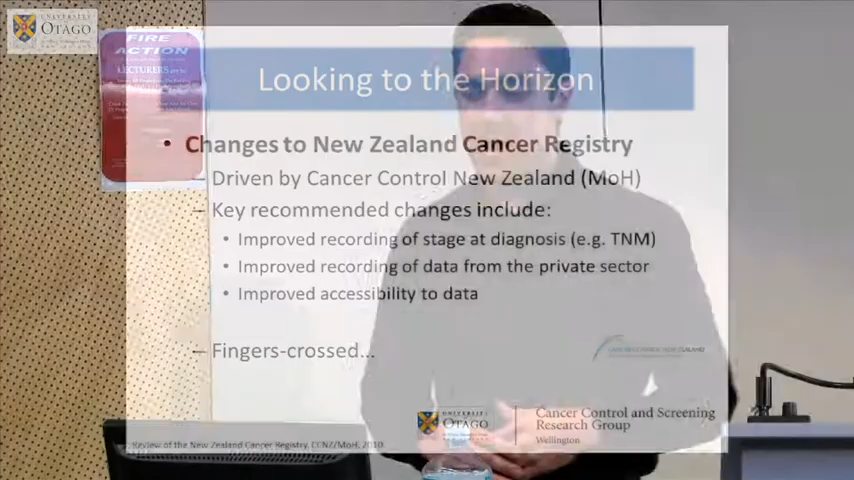 UNIVERSITY
of
OTAGO
FIRE
ACTION
LECTURERS
Looking to the Horizon
• Changes to New Zealand Cancer Registry
– Driven by Cancer Control New Zealand (MoH)
– Key recommended changes include:
• Improved recording of stage at diagnosis (e.g. TNM)
• Improved recording of data from the private sector
• Improved accessibility to data
– Fingers-crossed...
UNIVERSITY
OTAGO
Cancer Control and Screening
Research Group
Wellington
Review of the New Zealand Cancer Registry, CCNZ/MoH, 2010